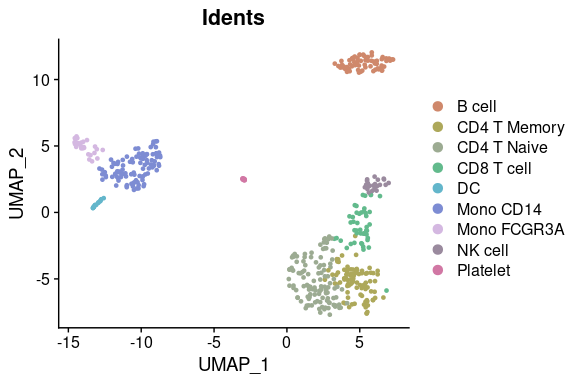 Idents
10
5
0
-5
UMAP_2
-15
-10
-5
0
5
UMAP_1
B cell
CD4 T Memory
CD4 T Naive
CD8 T cell
DC
Mono CD14
Mono FCGR3A
NK cell
Platelet